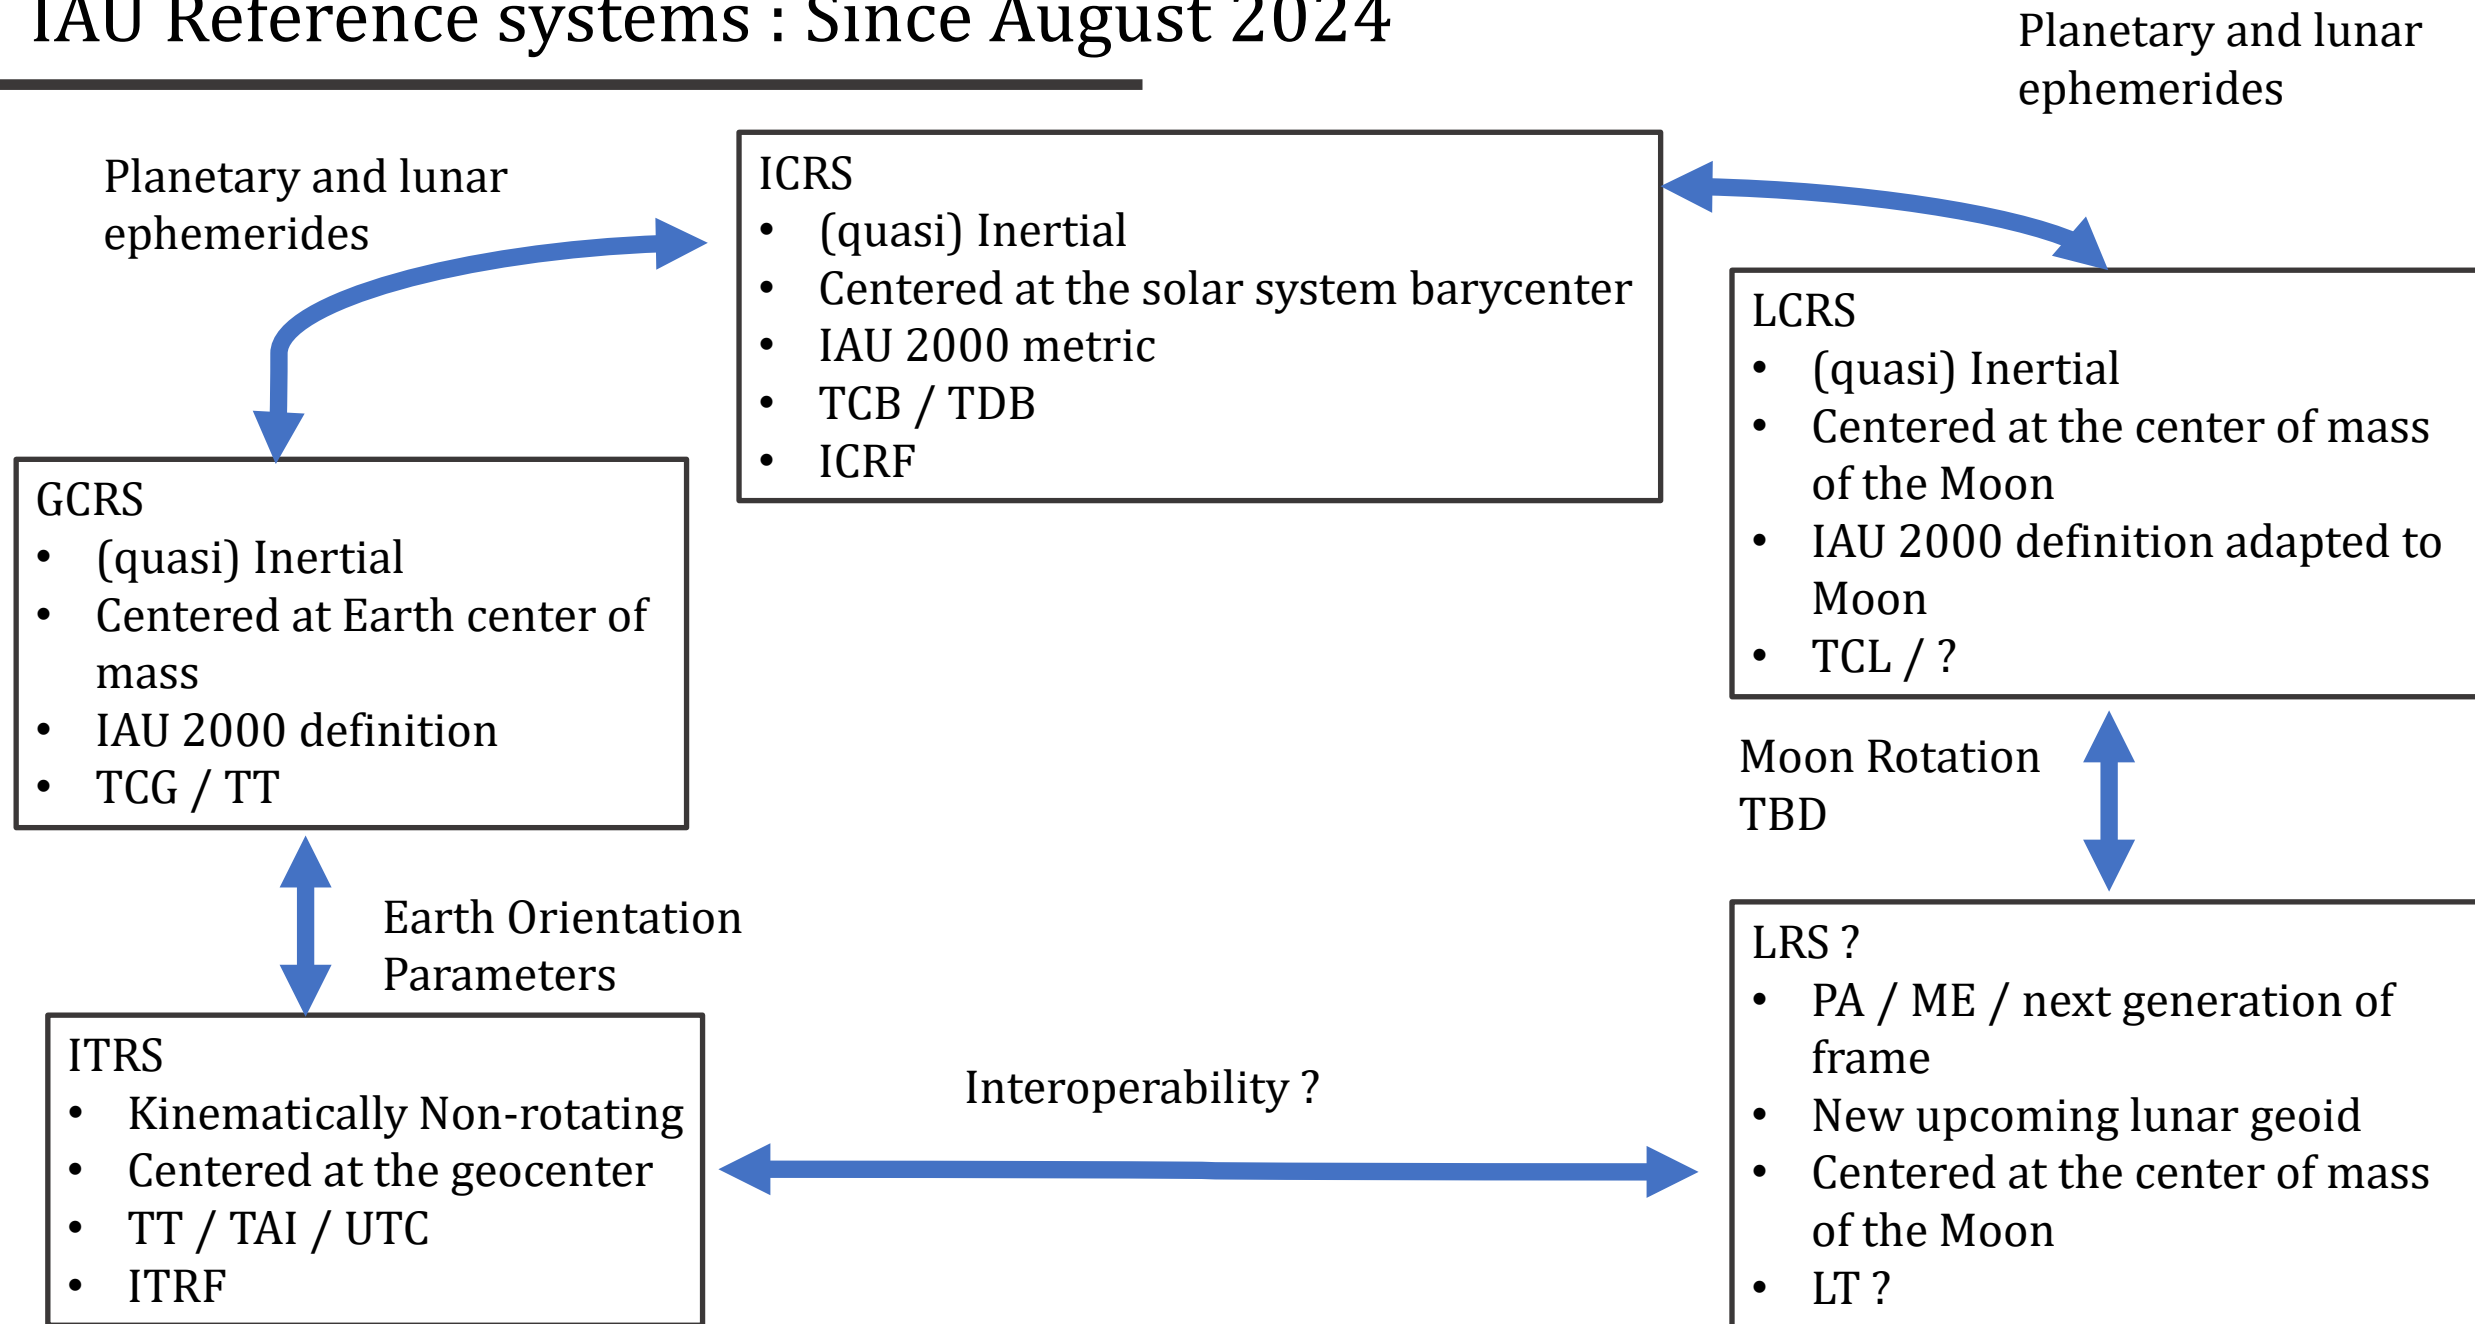 IAU Reference systems : Since August 2024
Planetary and lunar
ephemerides
Planetary and lunar
ephemerides
ICRS
• (quasi) Inertial
• Centered at the solar system barycenter
• IAU 2000 metric
• TCB / TDB
• ICRF
LCRS
• (quasi) Inertial
• Centered at the center of mass
of the Moon
• IAU 2000 definition adapted to
Moon
• TCL / ?
GCRS
• (quasi) Inertial
• Centered at Earth center of
mass
• IAU 2000 definition
• TCG / TT
Moon Rotation
TBD
Earth Orientation
Parameters
LRS ?
• PA / ME / next generation of
frame
• New upcoming lunar geoid
• Centered at the center of mass
of the Moon
• LT ?
ITRS
• Kinematically Non-rotating
• Centered at the geocenter
• TT / TAI / UTC
• ITRF
Interoperability ?